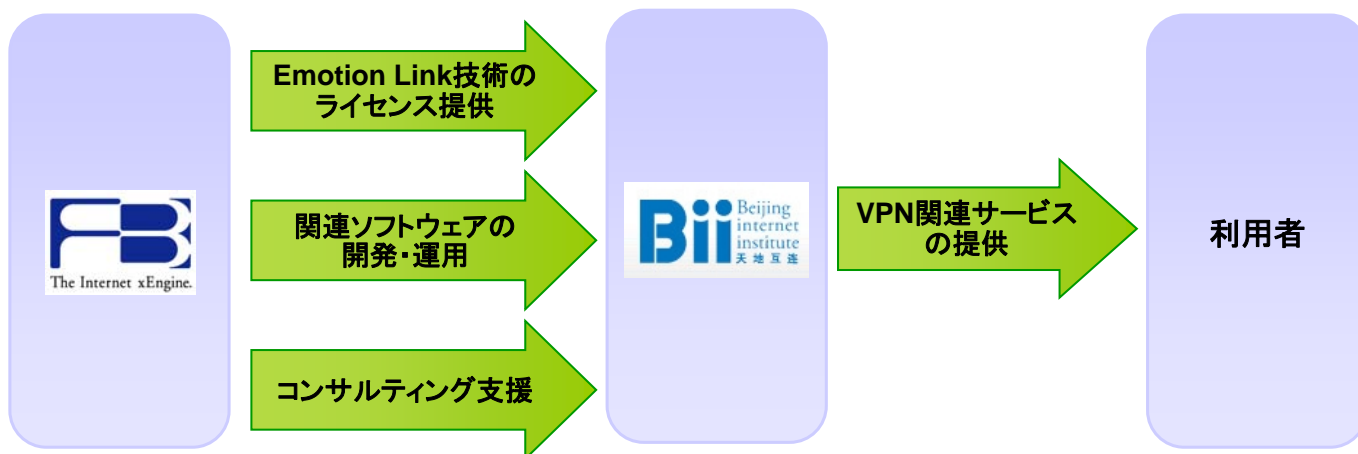 Emotion Link技術の
ライセンス提供
関連ソフトウェアの
開発・運用
コンサルティング支援
FB
The Internet xEngine.
Bii
Beijing
internet
institute
天地互连
VPN関連サービス
の提供
利用者